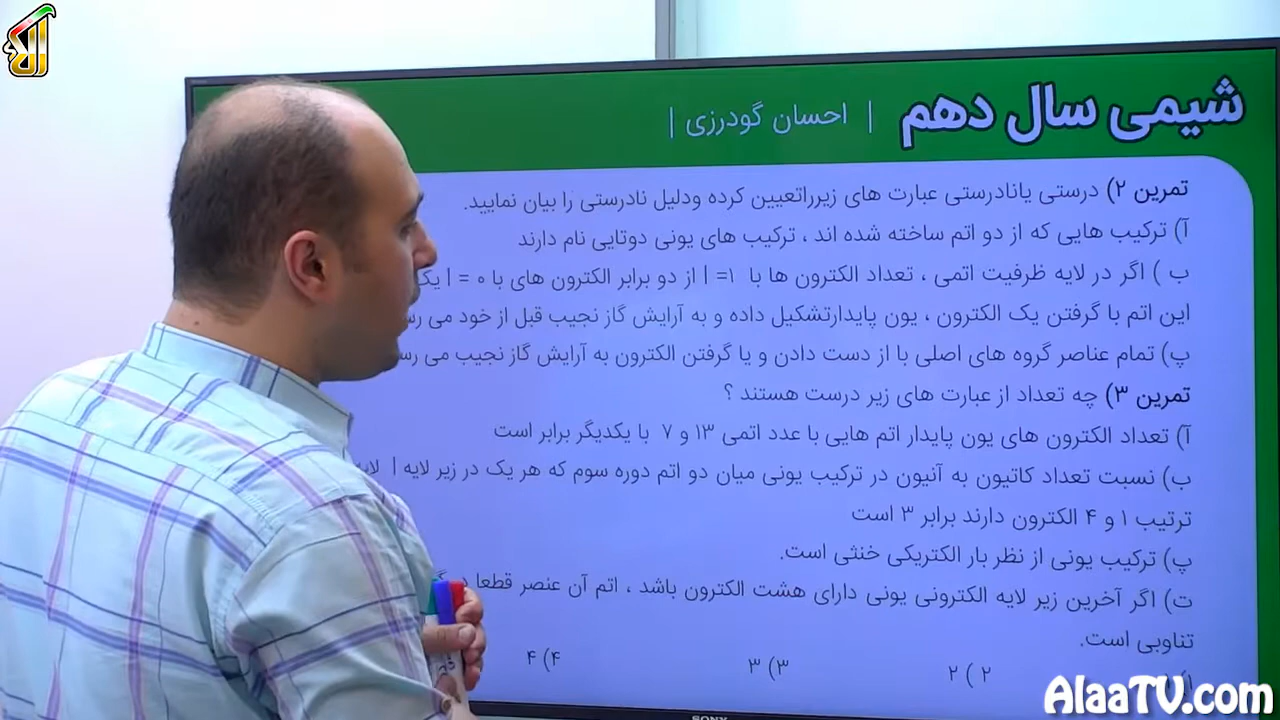 شیمی سال دهم | احسان گودرزی |
تمرین ۲) درستی یانادرستی عبارت های زیرراتعیین کرده ودلیل نادرستی را بیان نمایید.
آ) ترکیب هایی که از دو اتم ساخته شده اند ، ترکیب های یونی دوتایی نام دارند
ب ) اگر در لایه ظرفیت اتمی ، تعداد الکترون ها با ۱= l از دو برابر الکترون های با ۰ = l
این اتم با گرفتن یک الکترون ، یون پایدارتشکیل داده و به آرایش گاز نجیب قبل از خود می
پ) تمام عناصر گروه های اصلی با از دست دادن و یا گرفتن الکترون به آرایش گاز نجیب می
تمرین ۳) چه تعداد از عبارت های زیر درست هستند ؟
آ) تعداد الکترون های یون پایدار اتم هایی با عدد اتمی ۱۳ و ۷ با یکدیگر برابر است
ب) نسبت تعداد کاتیون به آنیون در ترکیب یونی میان دو اتم دوره سوم که هر یک در زیر لایه l
ترتیب ۱ و ۴ الکترون دارند برابر ۳ است
پ) ترکیب یونی از نظر بار الکتریکی خنثی است.
ت) اگر آخرین زیر لایه الکترونی یونی دارای هشت الکترون باشد ، اتم آن عنصر قطعا
تناوبی است.
۲ ) ۲ ۳ (۳ ۴ (۴
AlaaTV.com
SONY
آلاء